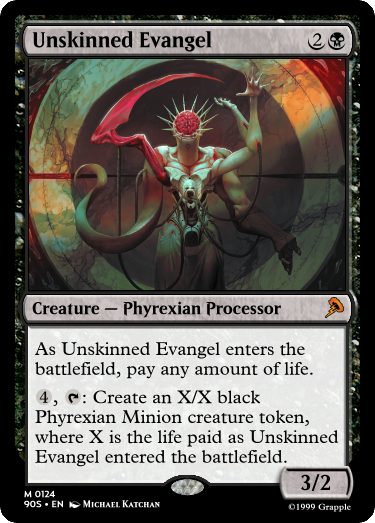 Unskinned Evangel 2
Creature — Phyrexian Processor
As Unskinned Evangel enters the
battlefield, pay any amount of life.
4, : Create an X/X black
Phyrexian Minion creature token,
where X is the life paid as Unskinned
Evangel entered the battlefield.
3/2
M 0124
90S • EN Michael Katchan
©1999 Grapple